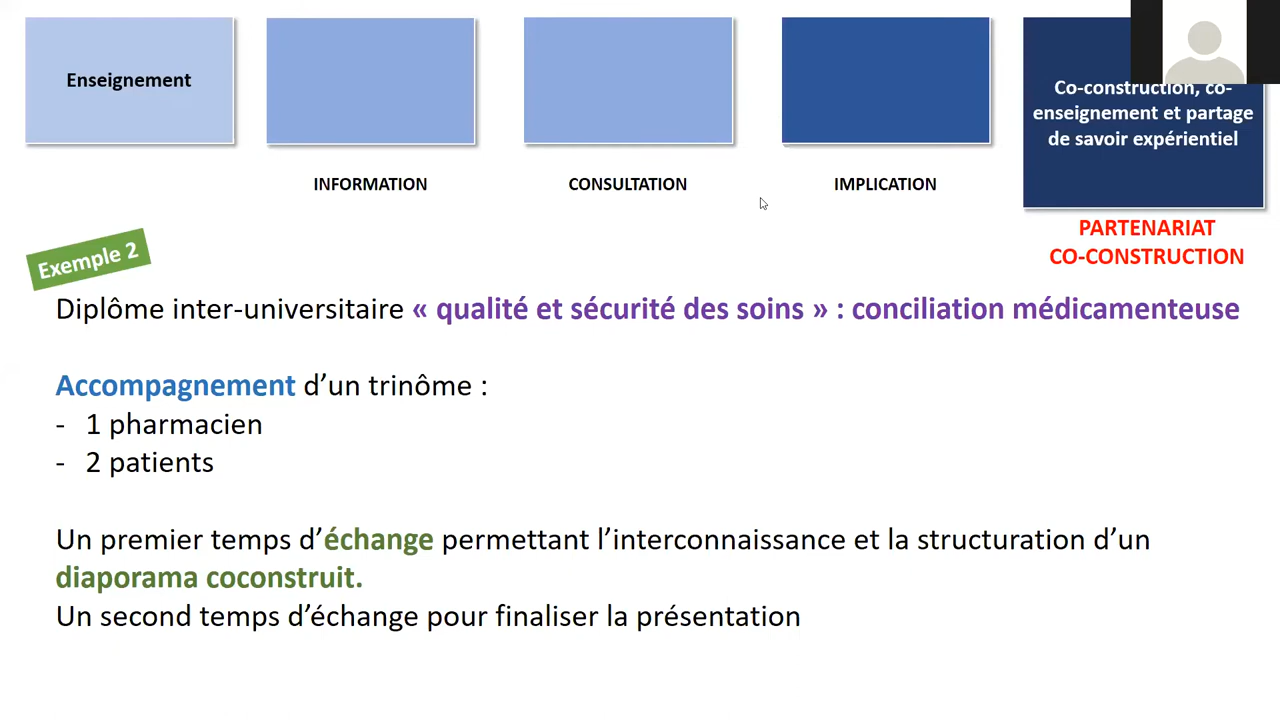 Enseignement
Co-construction, co-
enseignement et partage
de savoir expérientiel
INFORMATION
CONSULTATION
IMPLICATION
PARTENARIAT
CO-CONSTRUCTION
Exemple 2
Diplôme inter-universitaire « qualité et sécurité des soins » : conciliation médicamenteuse
Accompagnement d’un trinôme :
- 1 pharmacien
- 2 patients
Un premier temps d’échange permettant l’interconnaissance et la structuration d’un
diaporama coconstruit.
Un second temps d’échange pour finaliser la présentation